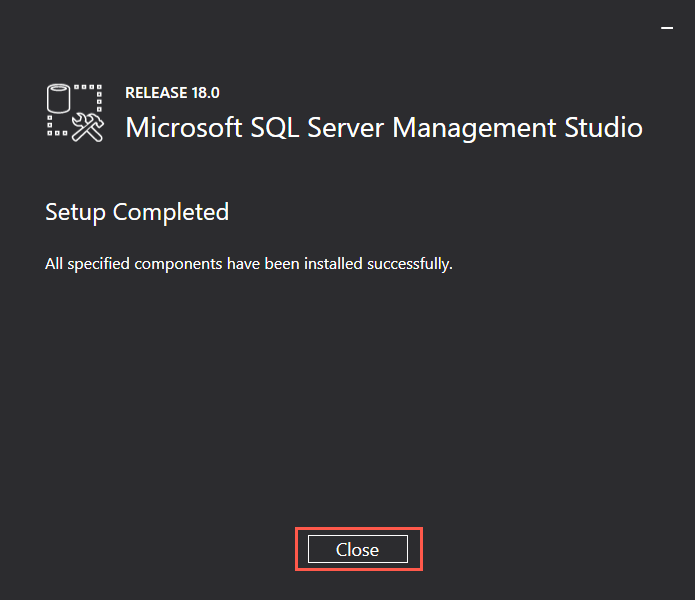 RELEASE 18.0
Microsoft SQL Server Management Studio
Setup Completed
All specified components have been installed successfully.
Close